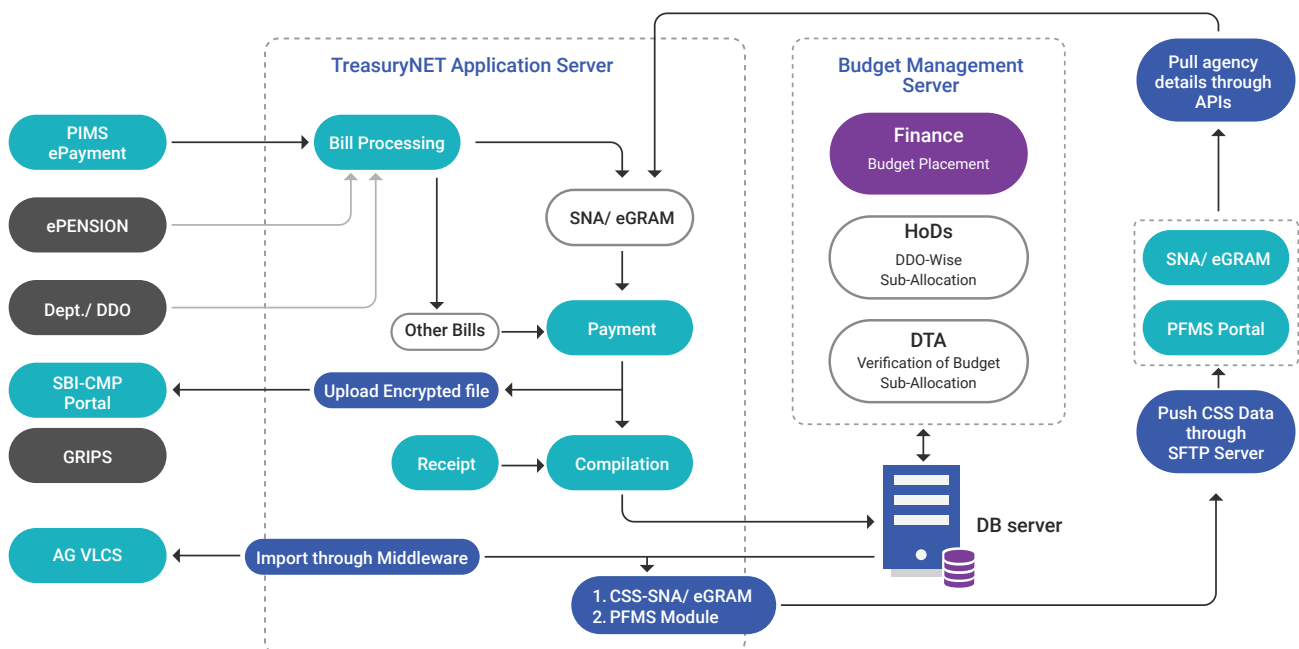 TreasuryNET Application Server
Budget Management
Server
Pull agency
details through
APIs
PIMS
ePayment
Bill Processing
Finance
Budget Placement
ePENSION
SNA/ eGRAM
HoDs
DDO-Wise
Sub-Allocation
SNA/ eGRAM
Dept./ DDO
Other Bills
Payment
DTA
Verification of Budget
Sub-Allocation
PFMS Portal
SBI-CMP
Portal
Upload Encrypted file
Push CSS Data
through
SFTP Server
GRIPS
Receipt
Compilation
DB server
AG VLCS
Import through Middleware
1. CSS-SNA/ eGRAM
2. PFMS Module